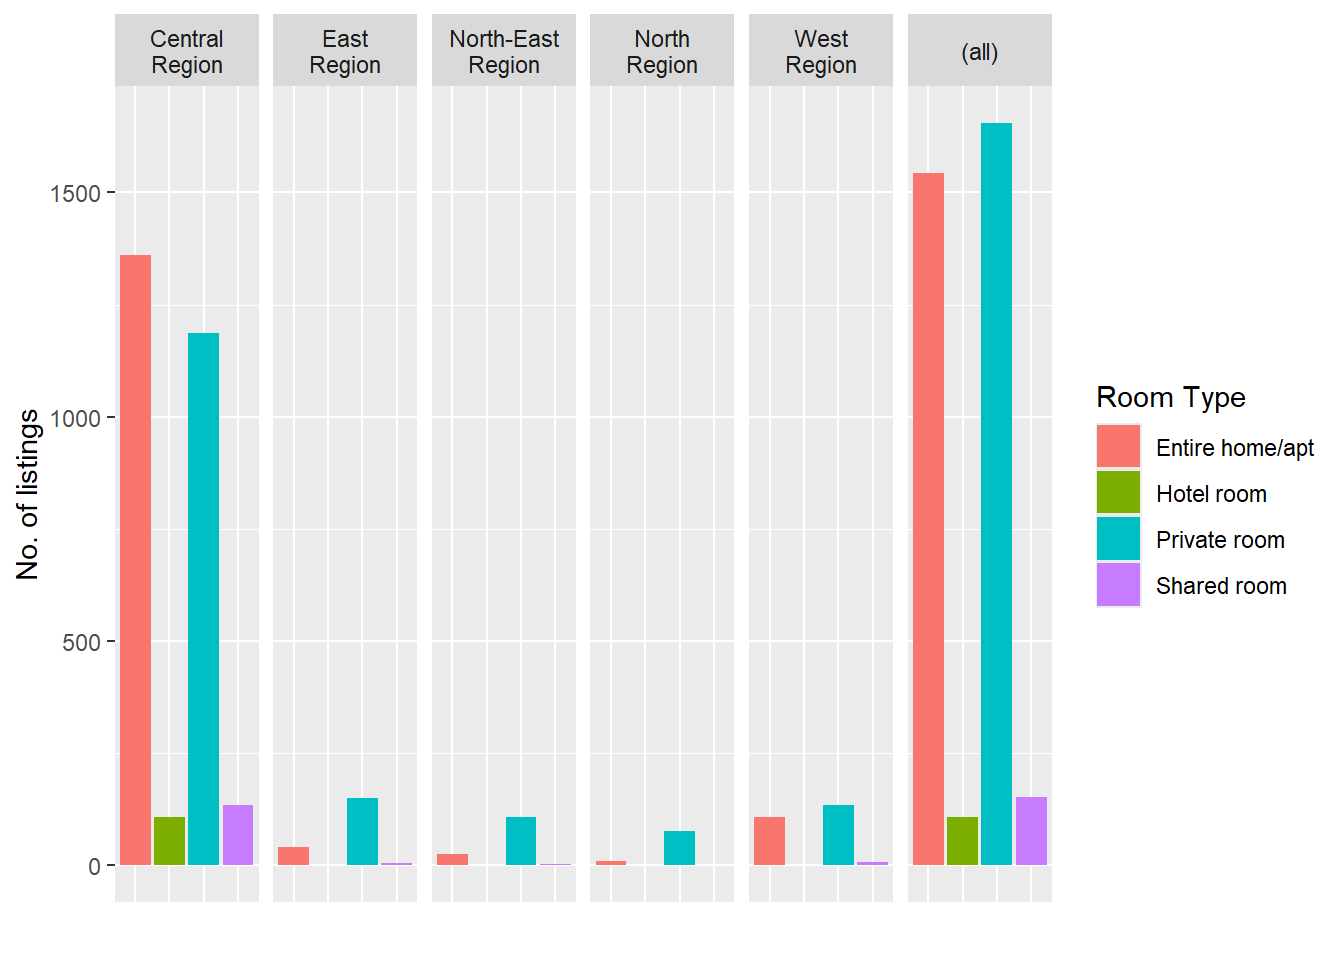 Central
Region
East
Region
North-East
Region
North
Region
West
Region
(all)
No. of listings
1500
1000
500
0
Room Type
Entire home/apt
Hotel room
Private room
Shared room